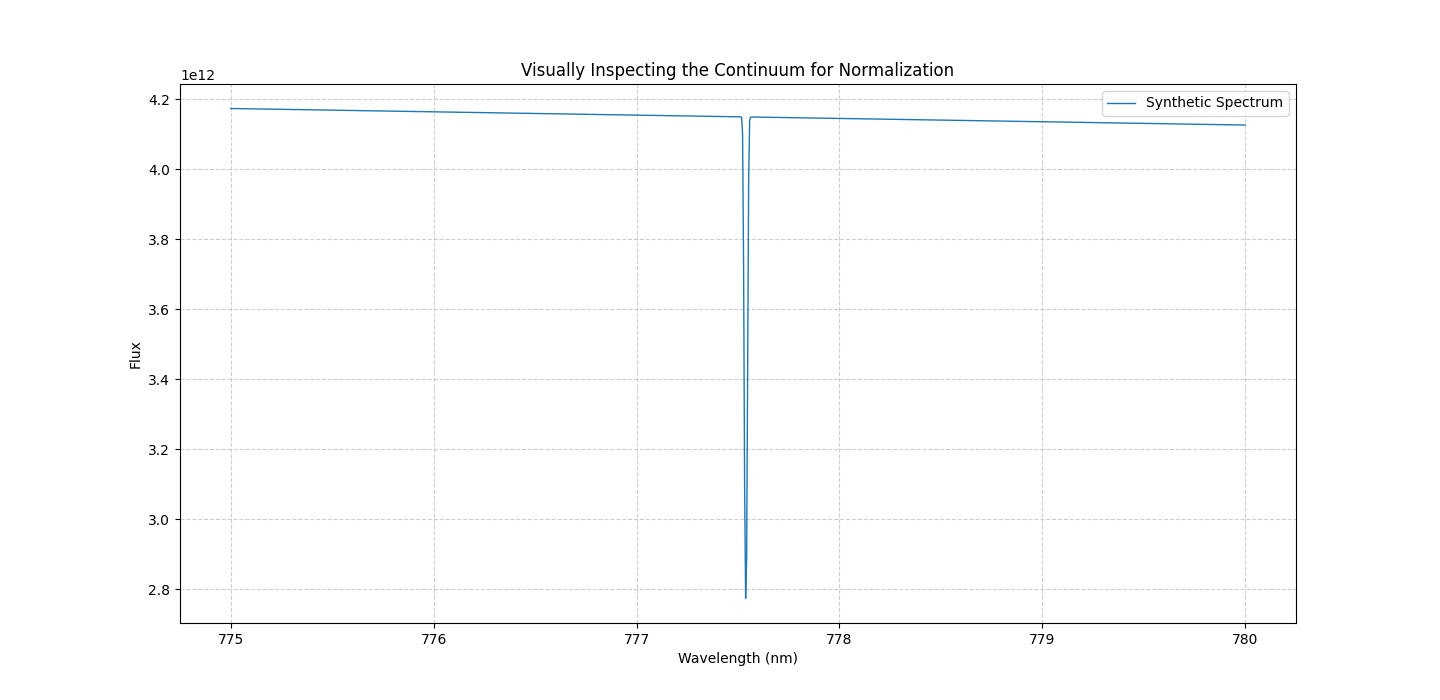 Visually Inspecting the Continuum for Normalization
1e12
Synthetic Spectrum
4.2
4.0
3.8
3.6
3.4
3.2
3.0
2.8
Flux
775 776 777 778 779 780
Wavelength (nm)